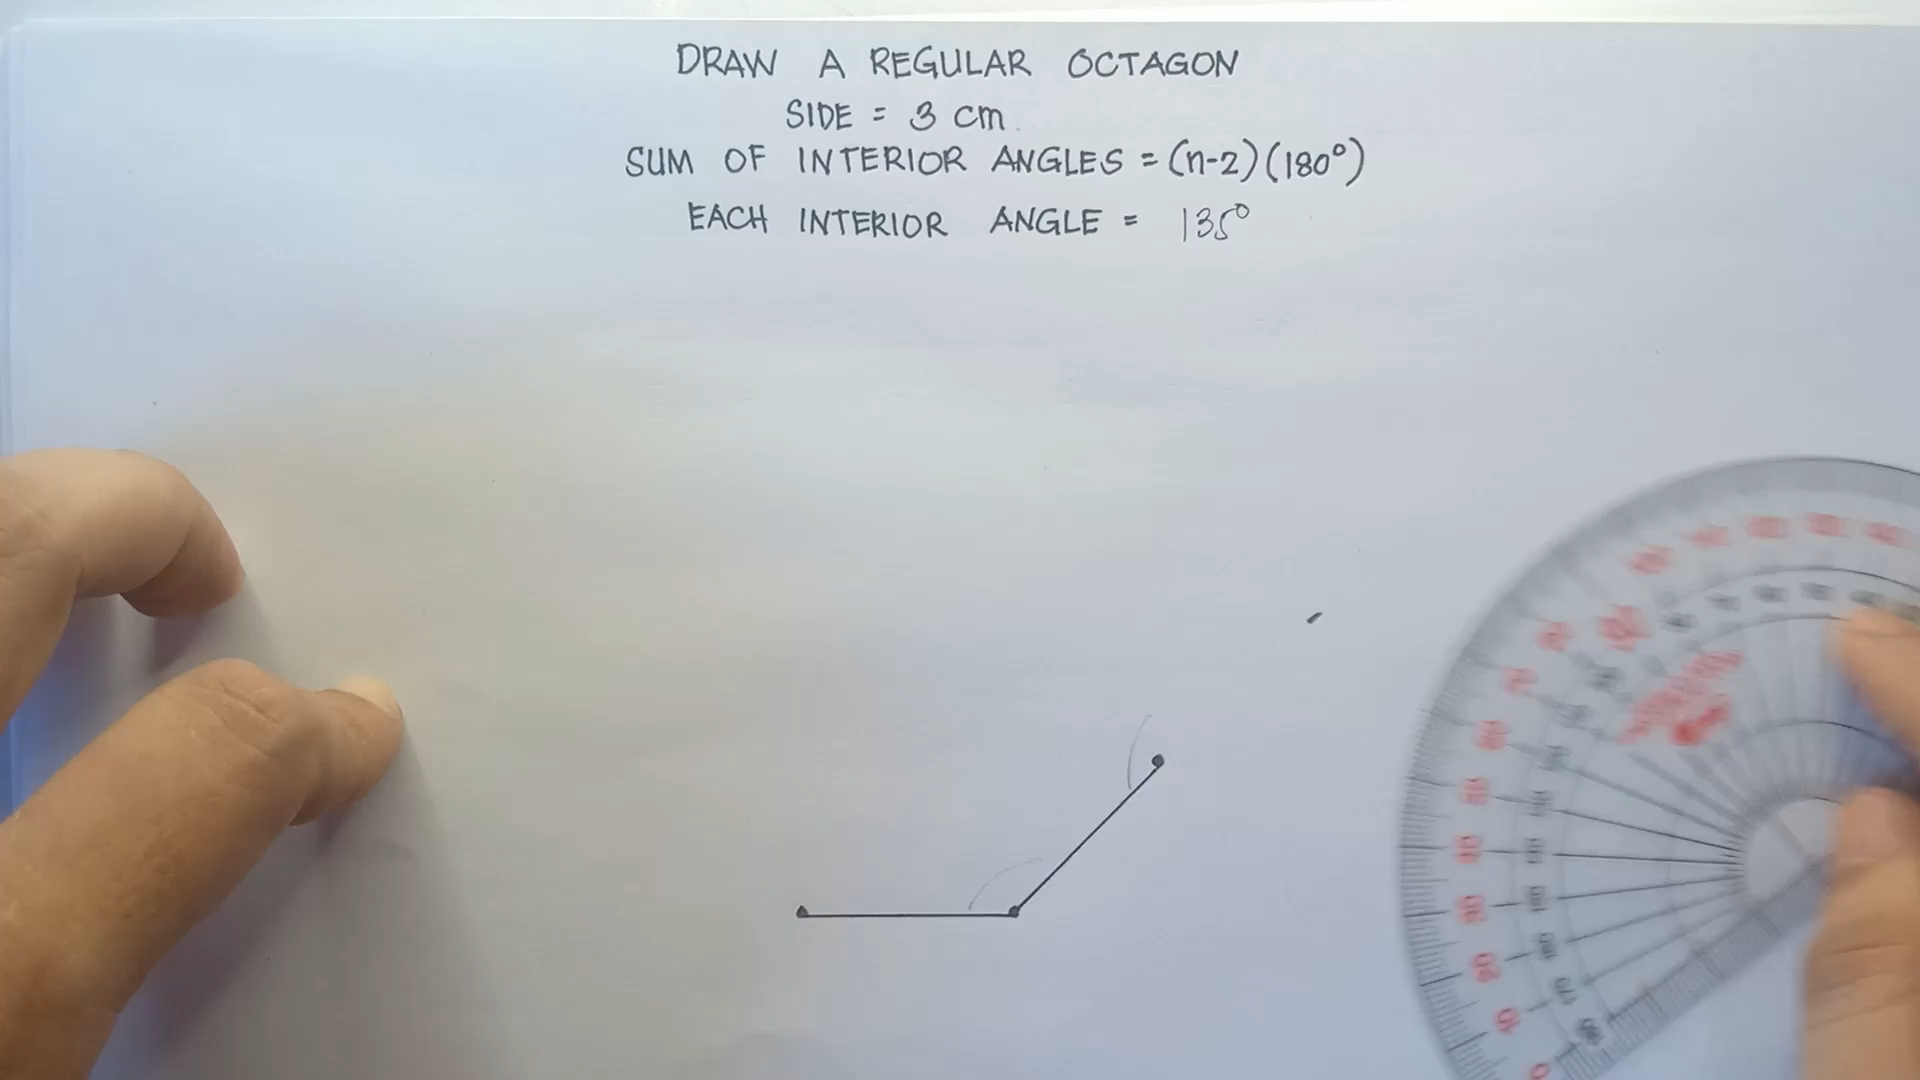 DRAW A REGULAR OCTAGON
SIDE = 3 cm.
SUM OF INTERIOR ANGLES = (n-2)(180°)
EACH INTERIOR ANGLE = 135°